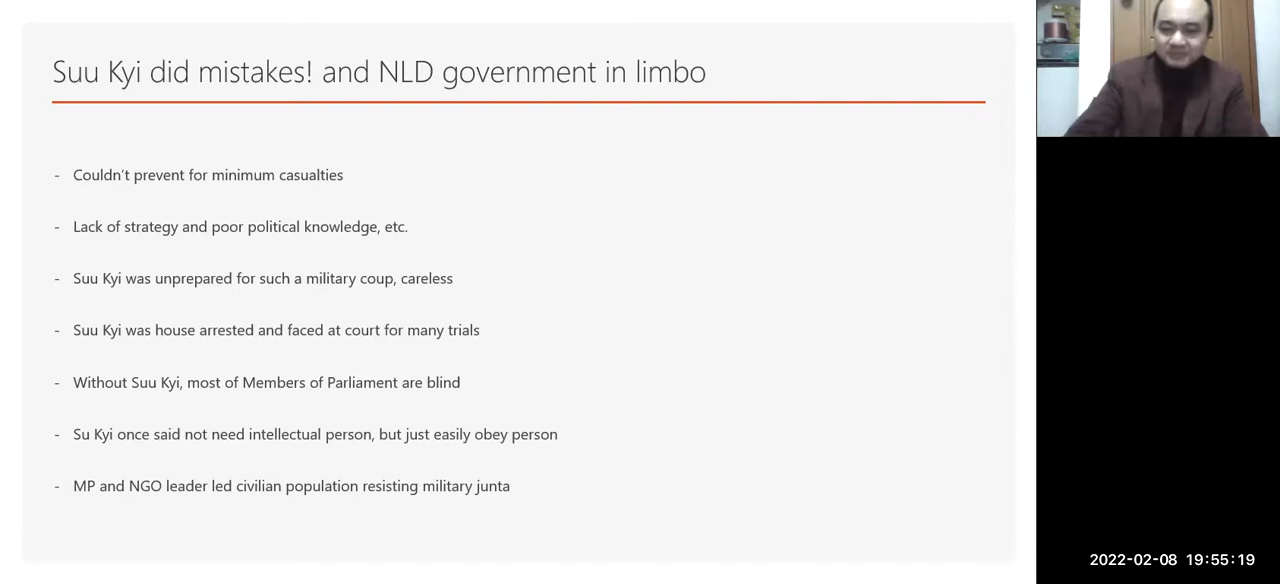 Suu Kyi did mistakes! and NLD government in limbo
- Couldn't prevent for minimum casualties
- Lack of strategy and poor political knowledge, etc.
- Suu Kyi was unprepared for such a military coup, careless
- Suu Kyi was house arrested and faced at court for many trials
- Without Suu Kyi, most of Members of Parliament are blind
- Su Kyi once said not need intellectual person, but just easily obey person
- MP and NGO leader led civilian population resisting military junta
2022-02-08 19:55:19